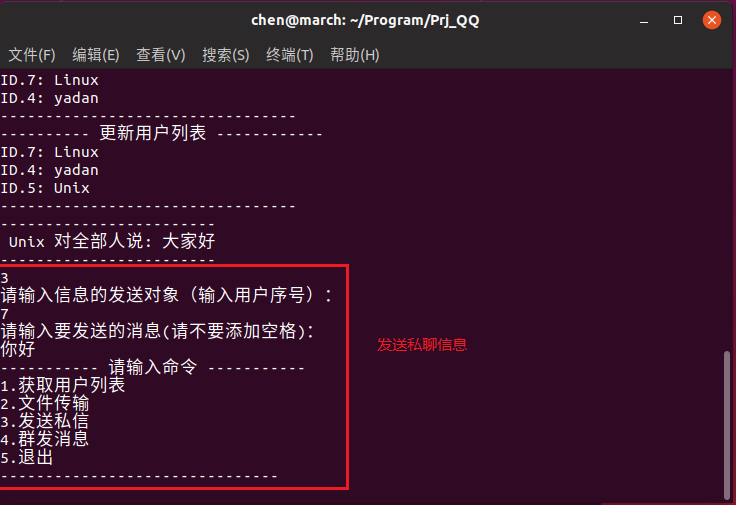 chen@march: ~/Program/Prj_QQ
文件(F) 编辑(E) 查看(V) 搜索(S) 终端(T) 帮助(H)
ID.7: Linux
ID.4: yadan
---------------------------------
---------- 更新用户列表 ------------
ID.7: Linux
ID.4: yadan
ID.5: Unix
---------------------------------
------------------------
Unix 对全部人说: 大家好
------------------------
3
请输入信息的发送对象（输入用户序号）:
7
请输入要发送的消息(请不要添加空格):
你好
发送私聊信息
----------- 请输入命令 -----------
1.获取用户列表
2.文件传输
3.发送私信
4.群发消息
5.退出
-------------------------------